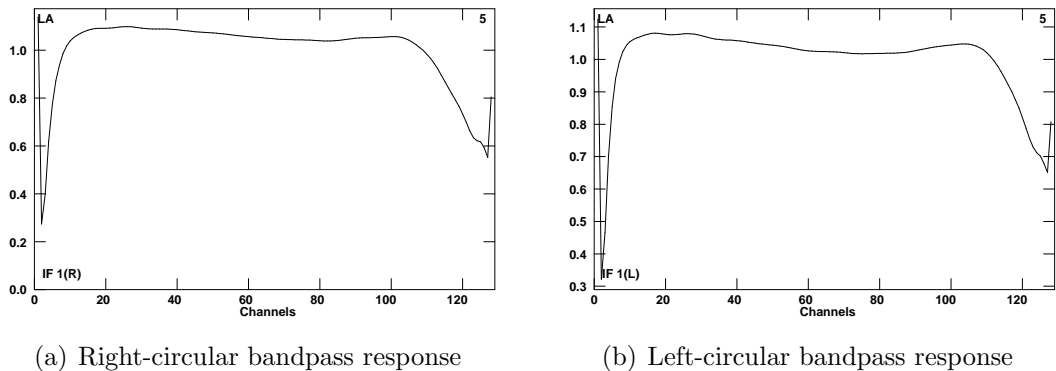 LA 5
1.0
0.8
0.6
0.4
0.2
0.0
IF 1(R)
0 20 40 60 80 100 120
Channels
(a) Right-circular bandpass response
LA 5
1.1
1.0
0.9
0.8
0.7
0.6
0.5
0.4
0.3
IF 1(L)
0 20 40 60 80 100 120
Channels
(b) Left-circular bandpass response